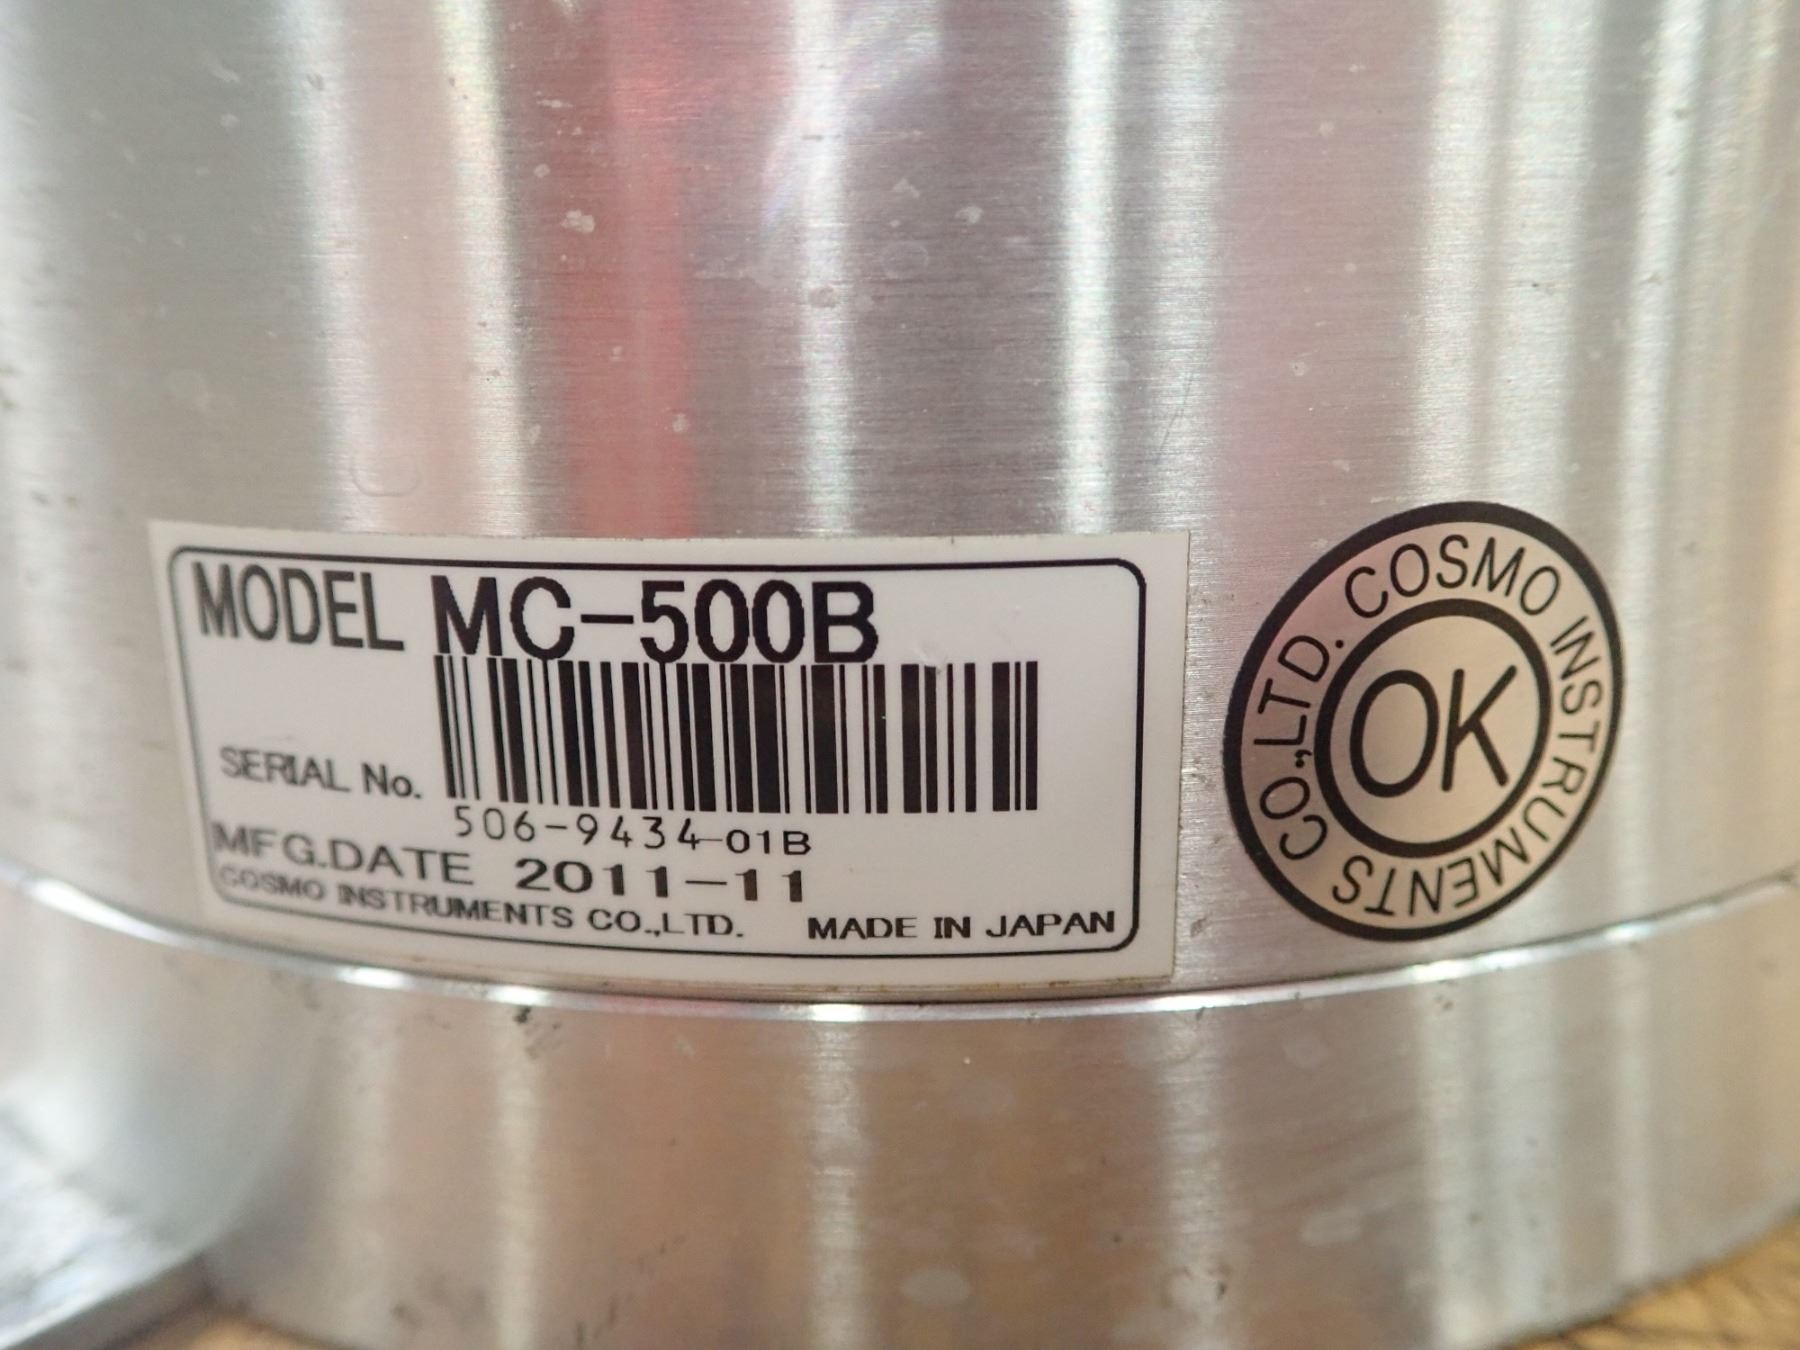 MODEL MC-500B
SERIAL No.
506-9434-01B
MFG.DATE 2011-11
COSMO INSTRUMENTS CO.,LTD. MADE IN JAPAN
COSMO INSTRUMENTS CO.,LTD.
OK